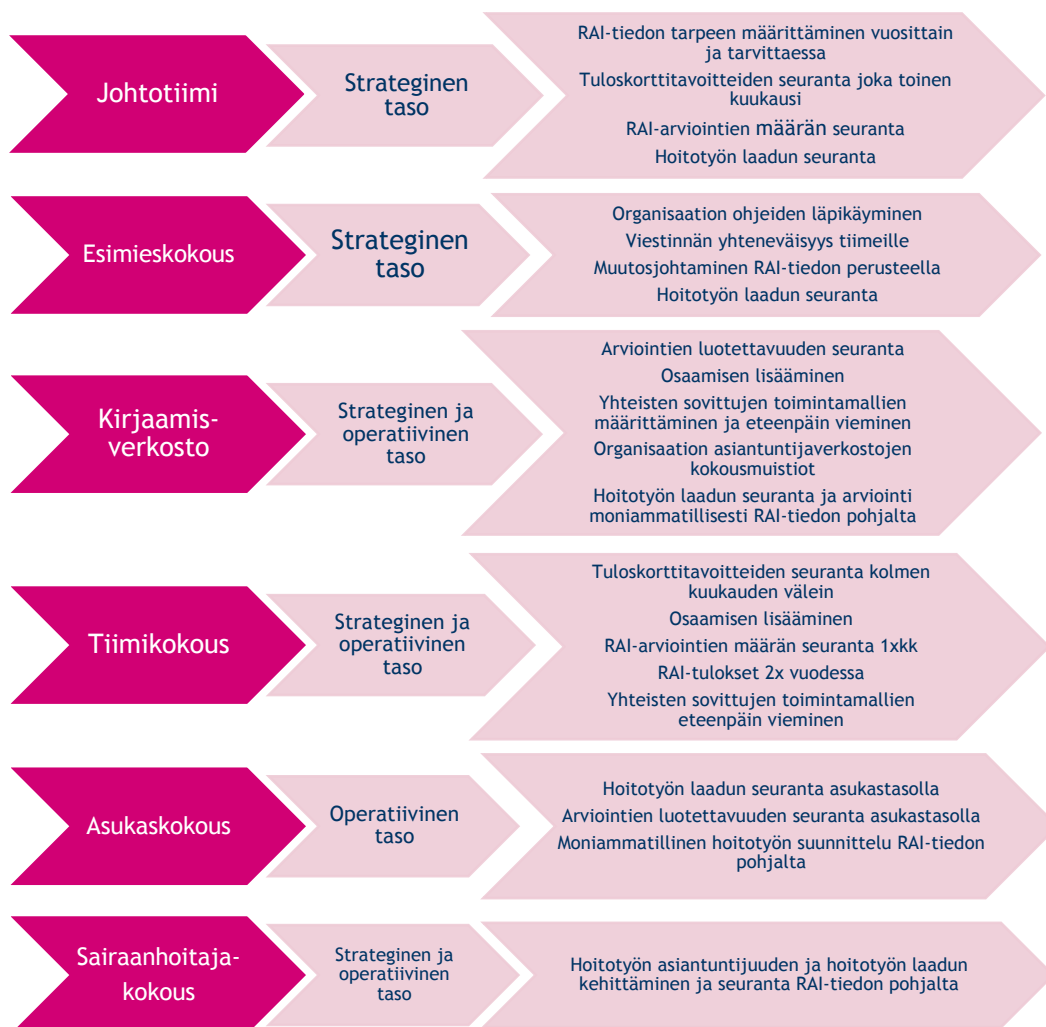 Johtotiimi
Strateginen
taso
RAI-tiedon tarpeen määrittäminen vuosittain
ja tarvittaessa
Tuloskorttitavoitteiden seuranta joka toinen
kuukausi
RAI-arviointien määrän seuranta
Hoitotyön laadun seuranta
Esimieskokous
Strateginen
taso
Organisaation ohjeiden läpikäyminen
Viestinnän yhteneväisyys tiimeille
Muutosjohtaminen RAI-tiedon perusteella
Hoitotyön laadun seuranta
Kirjaamis-
verkosto
Strateginen ja
operatiivinen
taso
Arviointien luotettavuuden seuranta
Osaamisen lisääminen
Yhteisten sovittujen toimintamallien
määrittäminen ja eteenpäin vieminen
Organisaation asiantuntijaverkostojen
kokousmuistiot
Hoitotyön laadun seuranta ja arviointi
moniammatillisesti RAI-tiedon pohjalta
Tiimikokous
Strateginen ja
operatiivinen
taso
Tuloskorttitavoitteiden seuranta kolmen
kuukauden välein
Osaamisen lisääminen
RAI-arviointien määrän seuranta 1xkk
RAI-tulokset 2x vuodessa
Yhteisten sovittujen toimintamallien
eteenpäin vieminen
Asukaskokous
Operatiivinen
taso
Hoitotyön laadun seuranta asukastasolla
Arviointien luotettavuuden seuranta asukastasolla
Moniammatillinen hoitotyön suunnittelu RAI-tiedon
pohjalta
Sairaanhoitaja-
kokous
Strateginen ja
operatiivinen
taso
Hoitotyön asiantuntijuuden ja hoitotyön laadun
kehittäminen ja seuranta RAI-tiedon pohjalta